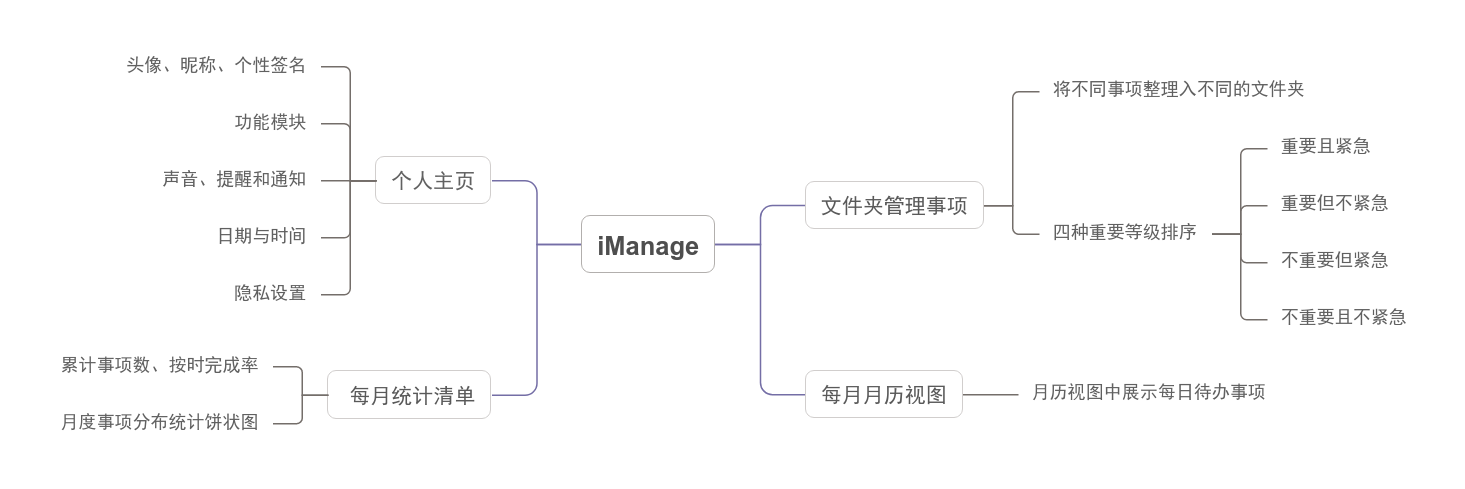 iManage
个人主页
头像、昵称、个性签名
功能模块
声音、提醒和通知
日期与时间
隐私设置
每月统计清单
累计事项数、按时完成率
月度事项分布统计饼状图
文件夹管理事项
将不同事项整理入不同的文件夹
四种重要等级排序
重要且紧急
重要但不紧急
不重要但紧急
不重要且不紧急
每月月历视图
月历视图中展示每日待办事项